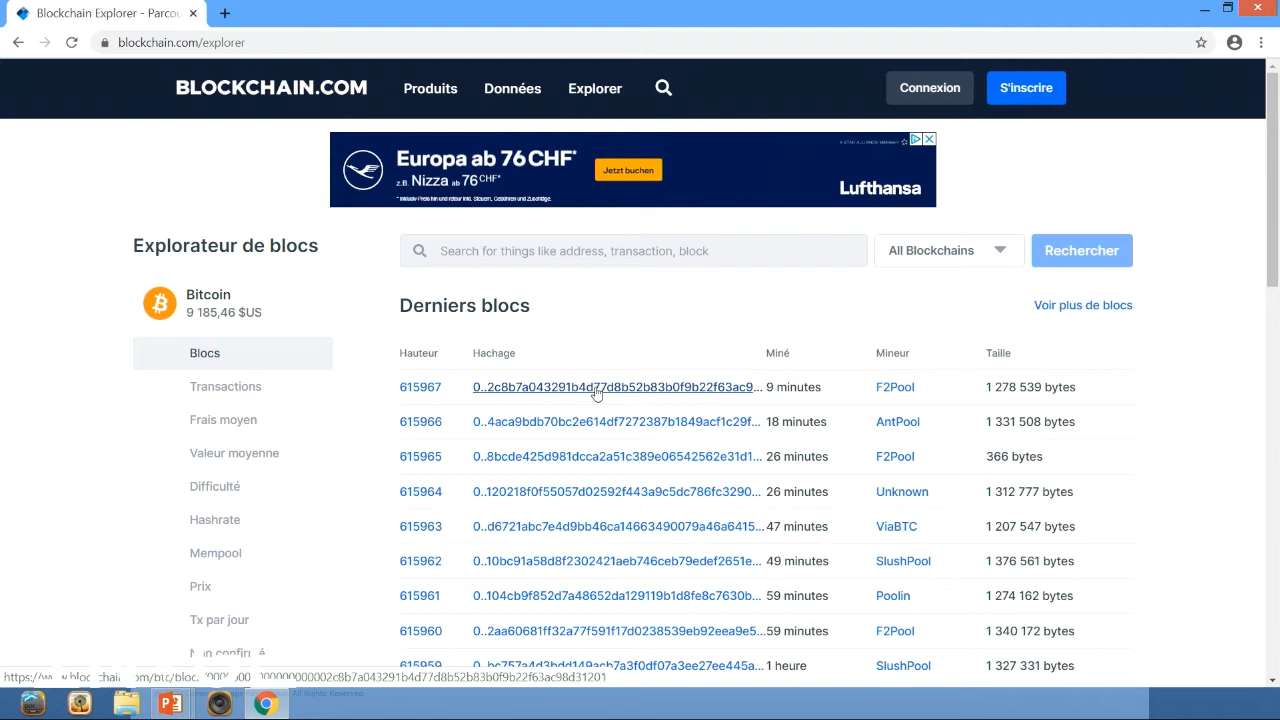 Blockchain Explorer - Parcou
blockchain.com/explorer
BLOCKCHAIN.COM Produits Données Explorer Connexion S'inscrire
Europa ab 76 CHF*
z.B. Nizza ab 76 CHF*
Jetzt buchen
Lufthansa
Explorateur de blocs
Search for things like address, transaction, block All Blockchains Rechercher
Bitcoin
9 185,46 $US
Blocs
Transactions
Frais moyen
Valeur moyenne
Difficulté
Hashrate
Mempool
Prix
Tx par jour
Derniers blocs Voir plus de blocs
Hauteur Hachage Miné Mineur Taille
615967 0..2c8b7a043291b4d77d8b52b83b0f9b22f63ac9... 9 minutes F2Pool 1 278 539 bytes
615966 0..4aca9bdb70bc2e614df7272387b1849acf1c29f... 18 minutes AntPool 1 331 508 bytes
615965 0..8bcde425d981dcca2a51c389e06542562e31d1... 26 minutes F2Pool 366 bytes
615964 0..120218f0f55057d02592f443a9c5dc786fc3290... 26 minutes Unknown 1 312 777 bytes
615963 0..d6721abc7e4d9bb46ca14663490079a46a6415... 47 minutes ViaBTC 1 207 547 bytes
615962 0..10bc91a58d8f2302421aeb746ceb79edef2651e... 49 minutes SlushPool 1 376 561 bytes
615961 0..104cb9f852d7a48652da129119b1d8fe8c7630b... 59 minutes Poolin 1 274 162 bytes
615960 0..2aa60681ff32a77f591f17d0238539eb92eea9e5... 59 minutes F2Pool 1 340 172 bytes
615959 0..bc757a4d3bdd149acb7a3f0df07a3ee27ee445a... 1 heure SlushPool 1 327 331 bytes
All Rights Reserved.